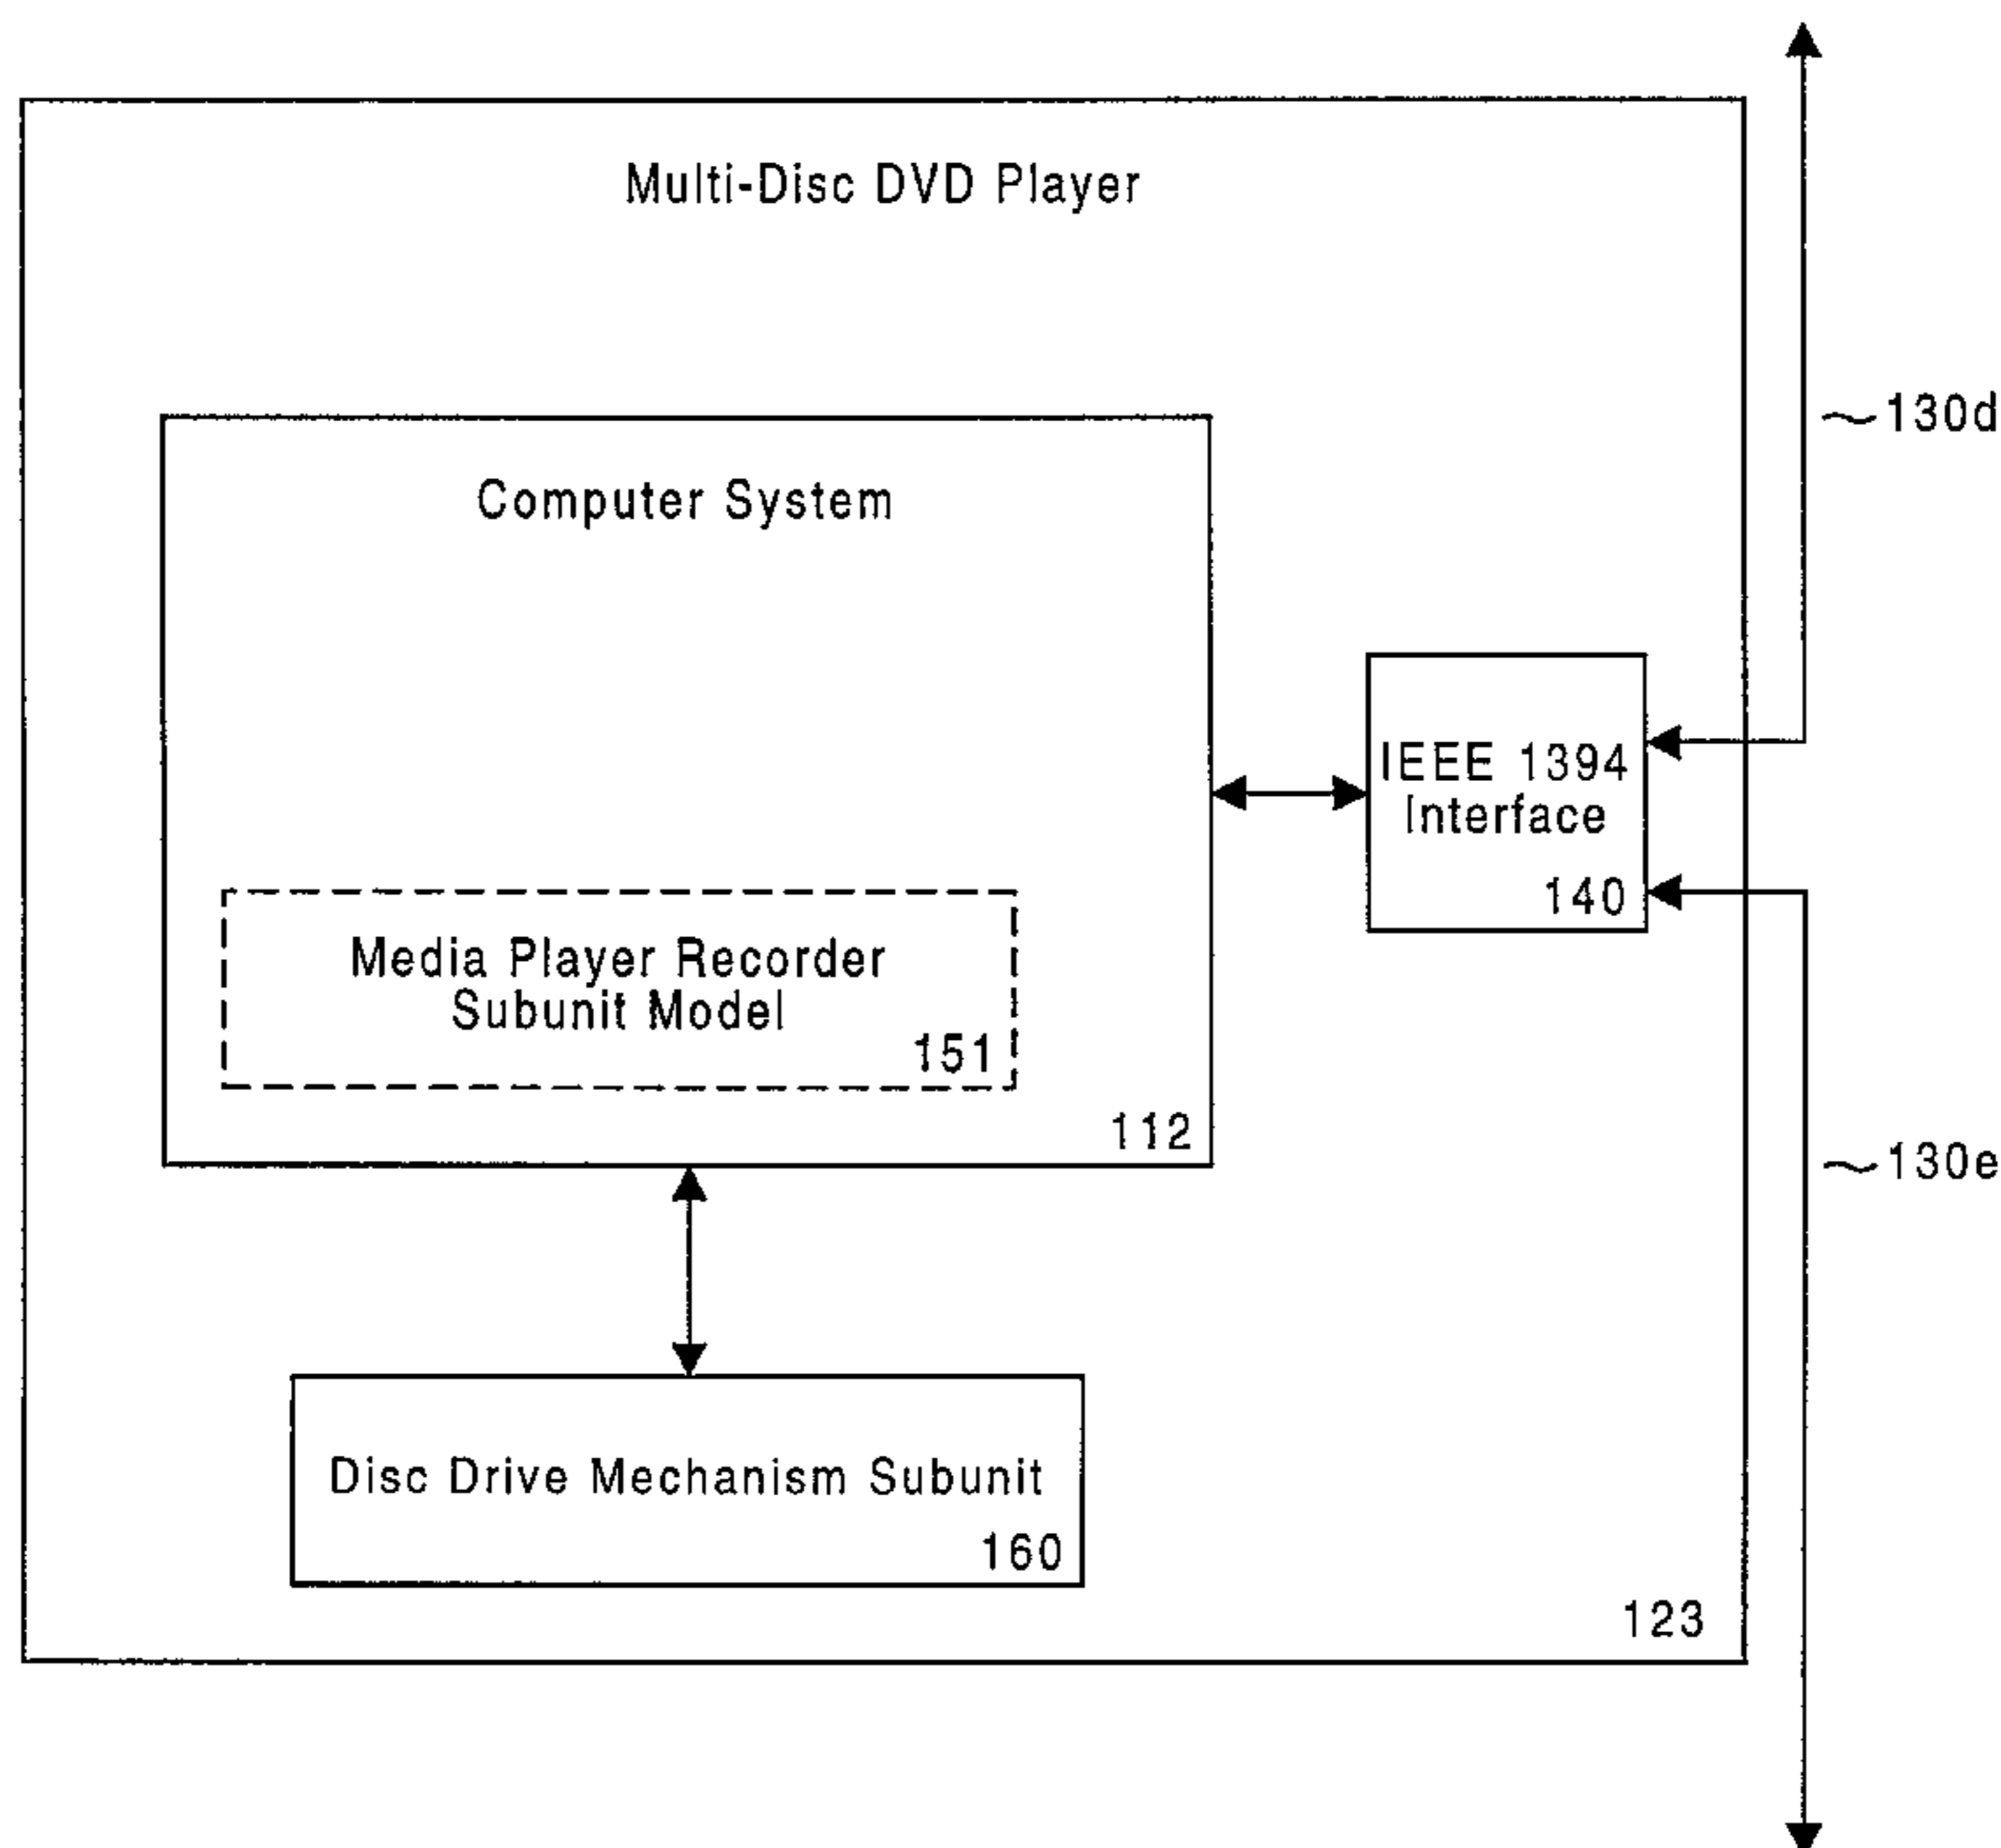 Multi-Disc DVD Player
~130d
Computer System
IEEE 1394
Interface
140
Media Player Recorder
Subunit Model
151
112
~130e
Disc Drive Mechanism Subunit
160
123